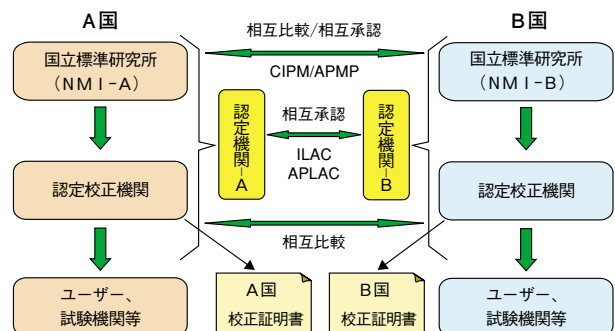 A国
B国
相互比較/相互承認
国立標準研究所
（NMI-A）
CIPM/APMP
国立標準研究所
（NMI-B）
認定機関-A
相互承認
認定機関-B
ILAC
APLAC
認定校正機関
認定校正機関
相互比較
ユーザー、
試験機関等
A国
校正証明書
B国
校正証明書
ユーザー、
試験機関等